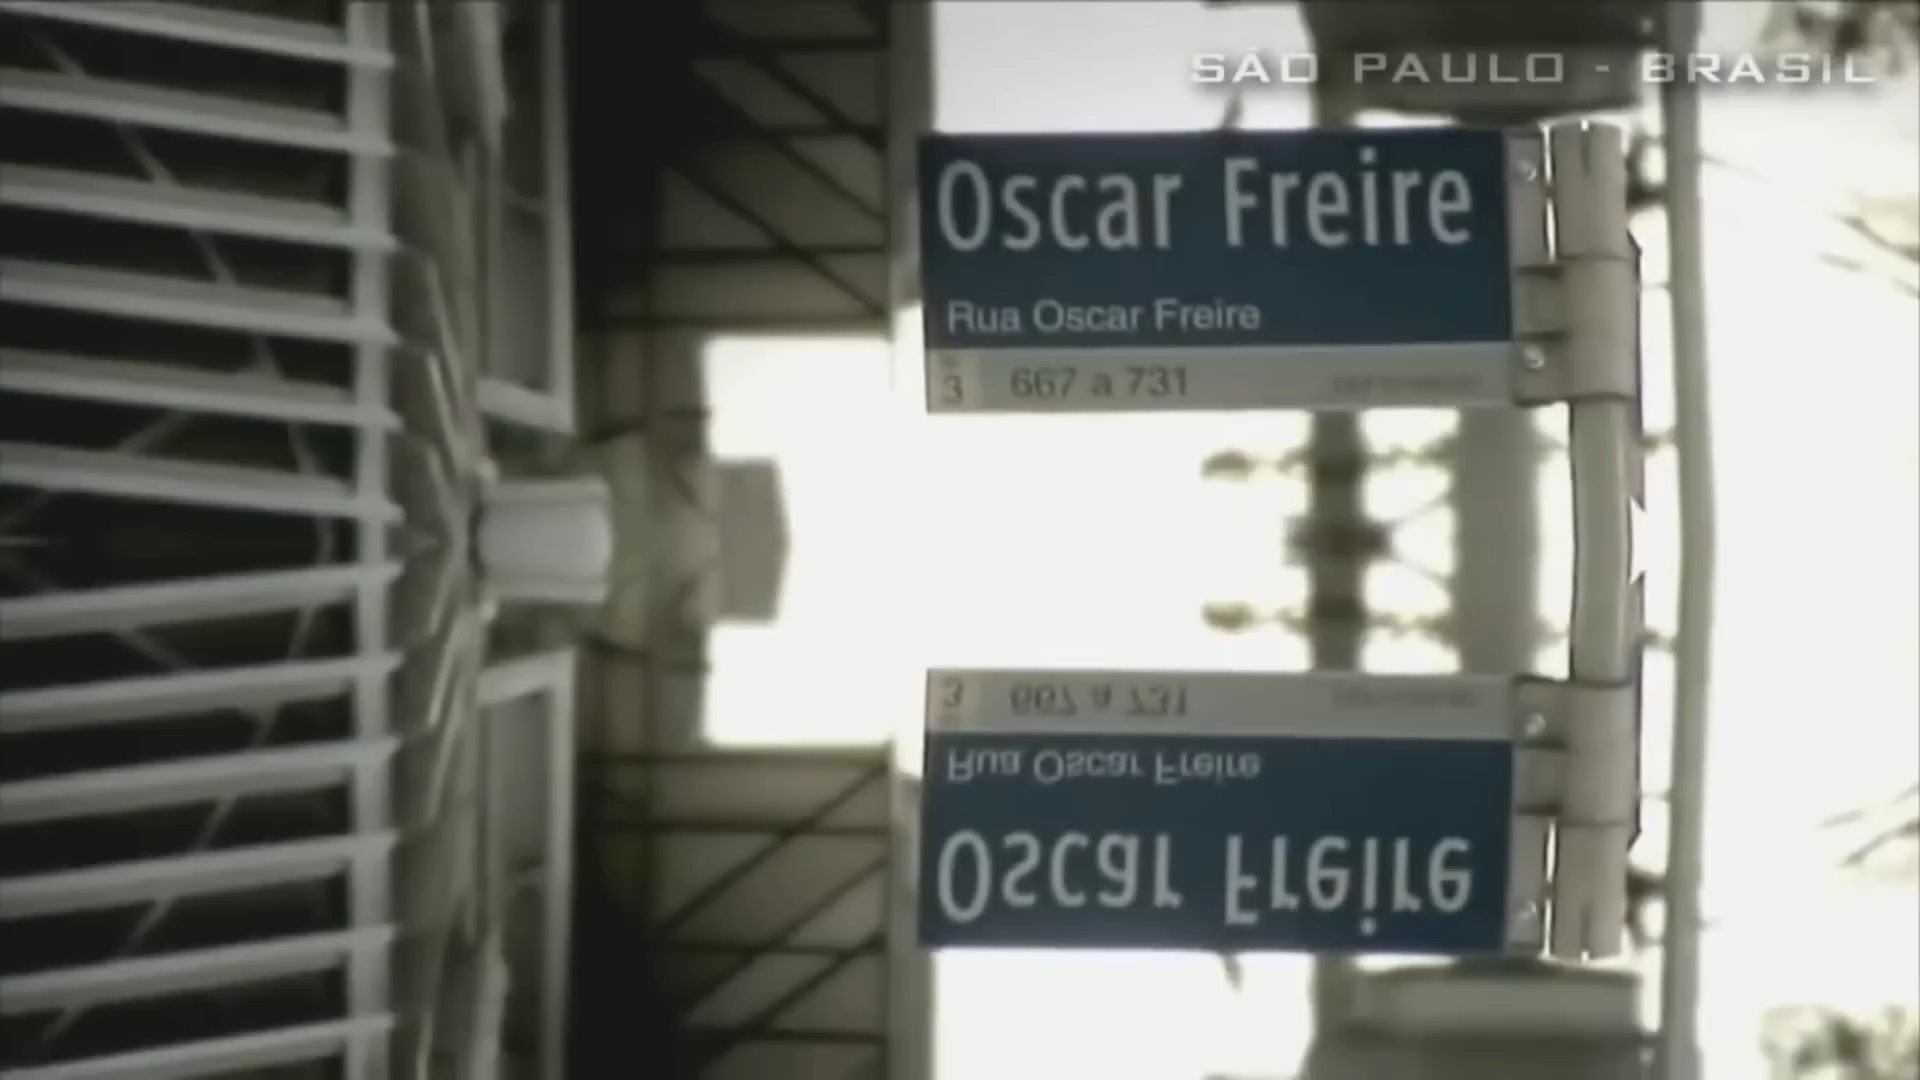 SÃO PAULO - BRASIL
Oscar Freire
Rua Oscar Freire
3 667 a 731
3 667 a 731
Rua Oscar Freire
Oscar Freire